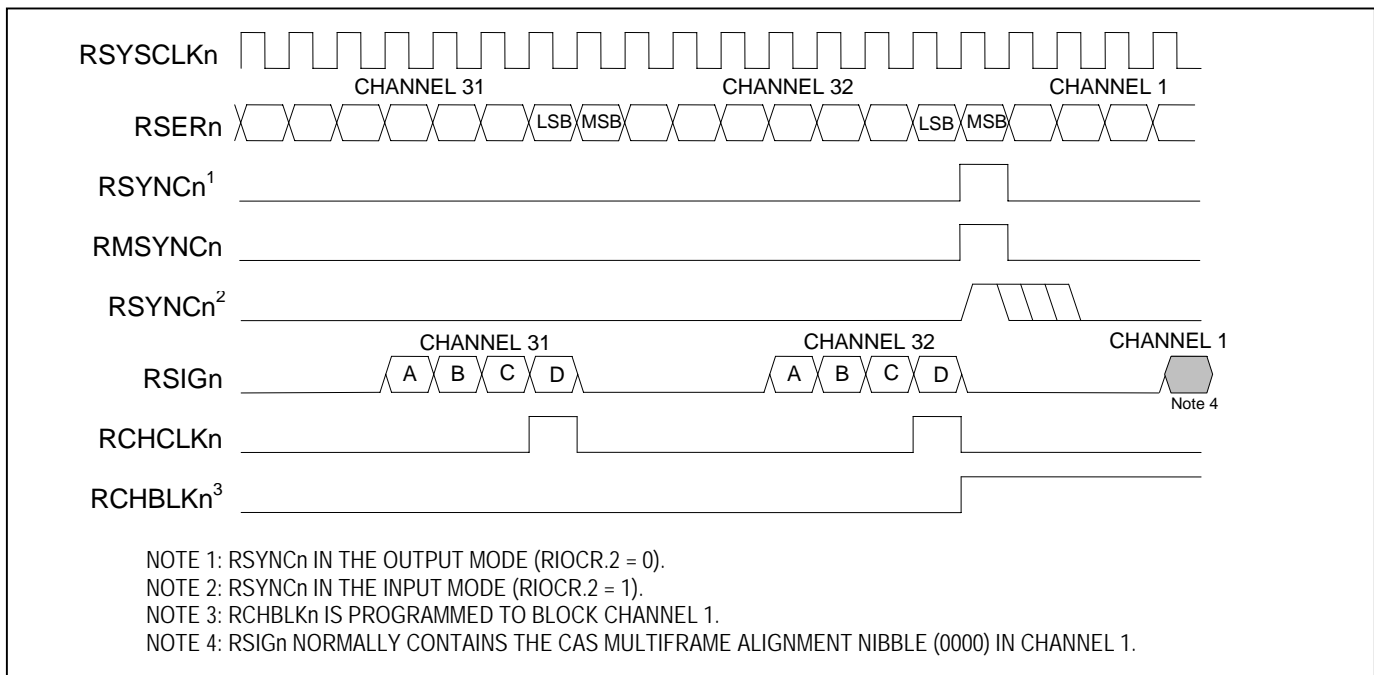 RSYSCLKn
CHANNEL 31 CHANNEL 32 CHANNEL 1
RSERn LSB MSB LSB MSB
RSYNCn¹
RMSYNCn
RSYNCn²
CHANNEL 31 CHANNEL 32 CHANNEL 1
RSIGn A B C D A B C D
Note 4
RCHCLKn
RCHBLKn³
NOTE 1: RSYNCn IN THE OUTPUT MODE (RIOCR.2 = 0).
NOTE 2: RSYNCn IN THE INPUT MODE (RIOCR.2 = 1).
NOTE 3: RCHBLKn IS PROGRAMMED TO BLOCK CHANNEL 1.
NOTE 4: RSIGn NORMALLY CONTAINS THE CAS MULTIFRAME ALIGNMENT NIBBLE (0000) IN CHANNEL 1.